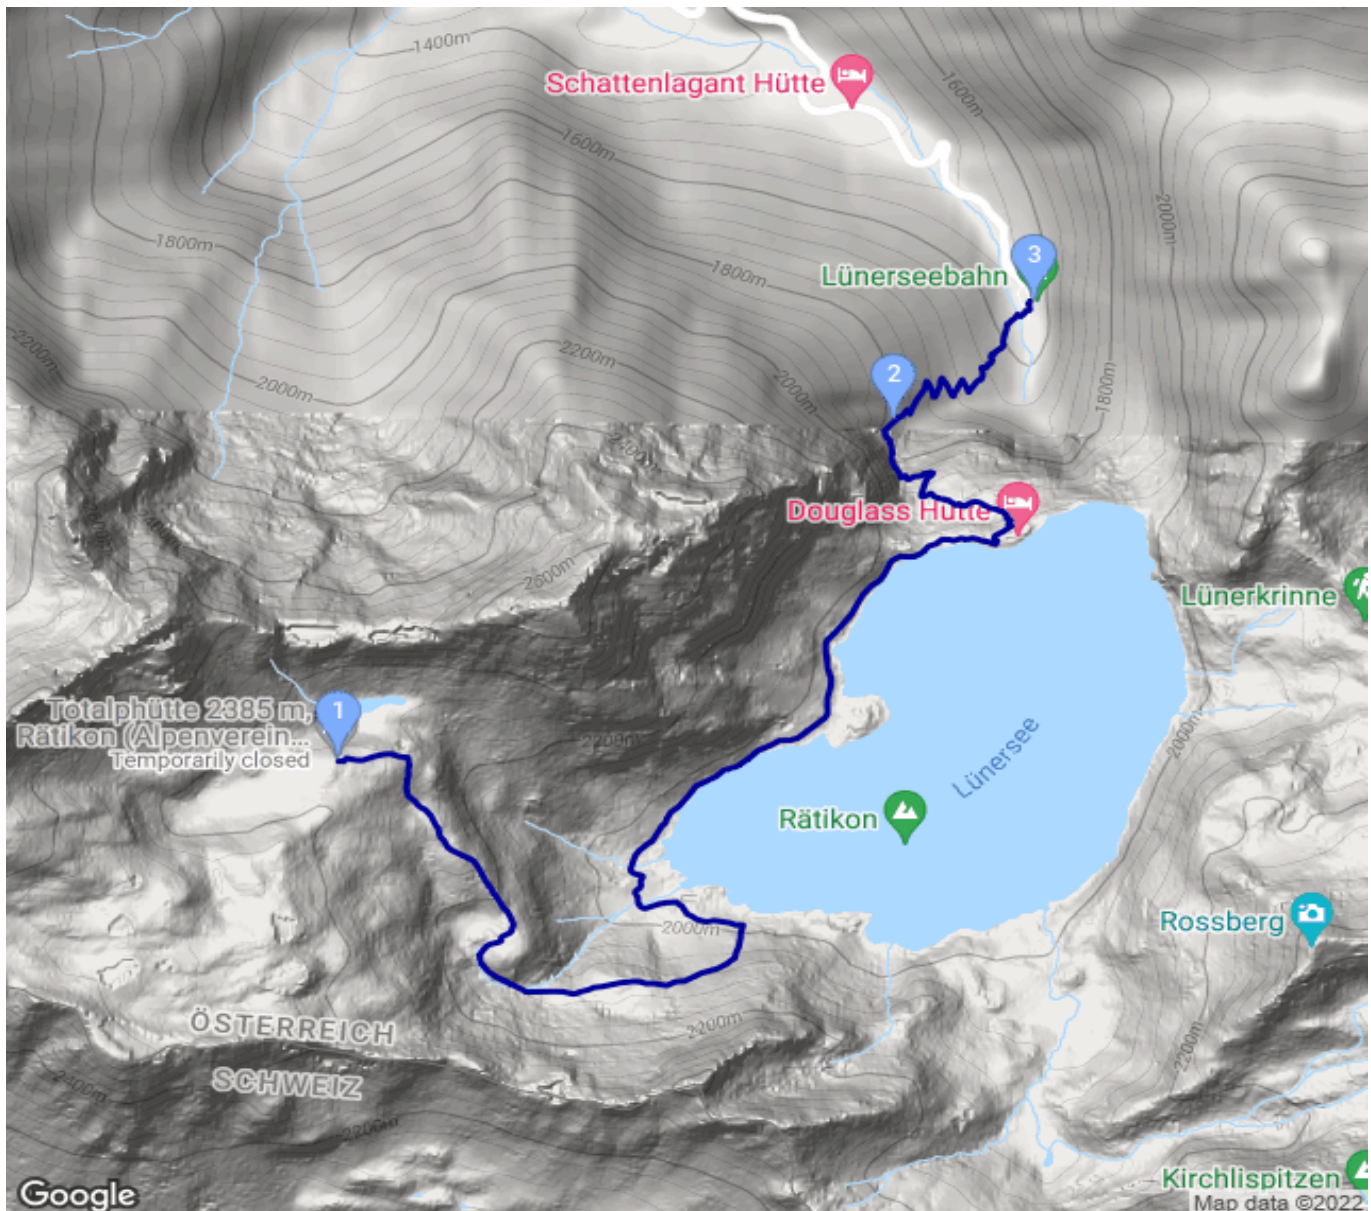 1400m
Schattenlagant Hütte
1600m
1600m
2000m
1800m
3
Lünerseebahn
1800m
2200m
2200m
2
2000m
2000m
1800m
2200m
Douglass Hütte
2600m
Lünerkrinne
1
Totalphütte 2385 m,
Rätikon (Alpenverein...
Temporarily closed
2200m
2000m
Lünersee
Rätikon
2000m
Rossberg
ÖSTERREICH
2200m
2200m
SCHWEIZ
2400m
2200m
Kirchlispitzen
Google
Map data ©2022